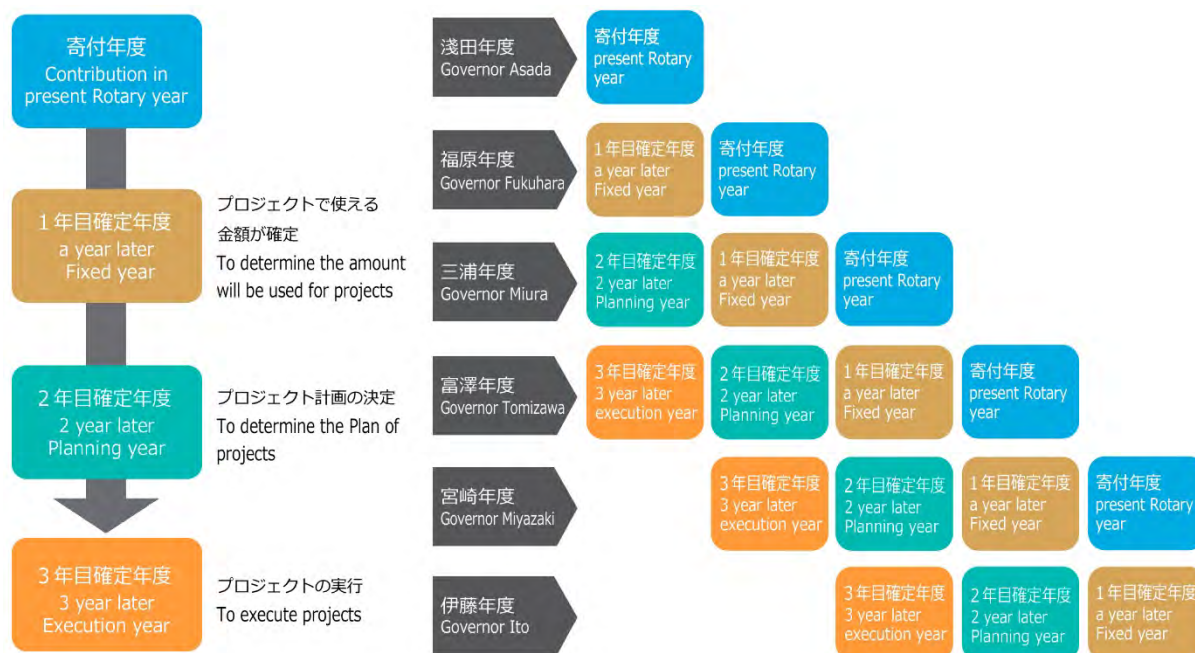 寄付年度
Contribution in
present Rotary year
1年目確定年度
a year later
Fixed year
プロジェクトで使える
金額が確定
To determine the amount
will be used for projects
2年目確定年度
2 year later
Planning year
プロジェクト計画の決定
To determine the Plan of
projects
3年目確定年度
3 year later
Execution year
プロジェクトの実行
To execute projects
淺田年度
Governor Asada
寄付年度
present Rotary
year
福原年度
Governor Fukuhara
1年目確定年度
a year later
Fixed year
寄付年度
present Rotary
year
三浦年度
Governor Miura
2年目確定年度
2 year later
Planning year
1年目確定年度
a year later
Fixed year
寄付年度
present Rotary
year
富澤年度
Governor Tomizawa
3年目確定年度
3 year later
execution year
2年目確定年度
2 year later
Planning year
1年目確定年度
a year later
Fixed year
寄付年度
present Rotary
year
宮崎年度
Governor Miyazaki
3年目確定年度
3 year later
execution year
2年目確定年度
2 year later
Planning year
1年目確定年度
a year later
Fixed year
寄付年度
present Rotary
year
伊藤年度
Governor Ito
3年目確定年度
3 year later
execution year
2年目確定年度
2 year later
Planning year
1年目確定年度
a year later
Fixed year